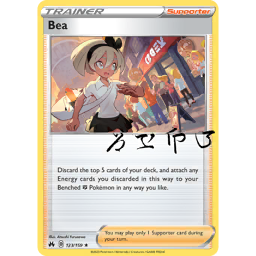 TRAINER
Supporter
Bea
Discard the top 5 cards of your deck, and attach any
Energy cards you discarded in this way to your
Benched Pokémon in any way you like.
You may play only 1 Supporter card during
your turn.
123/159